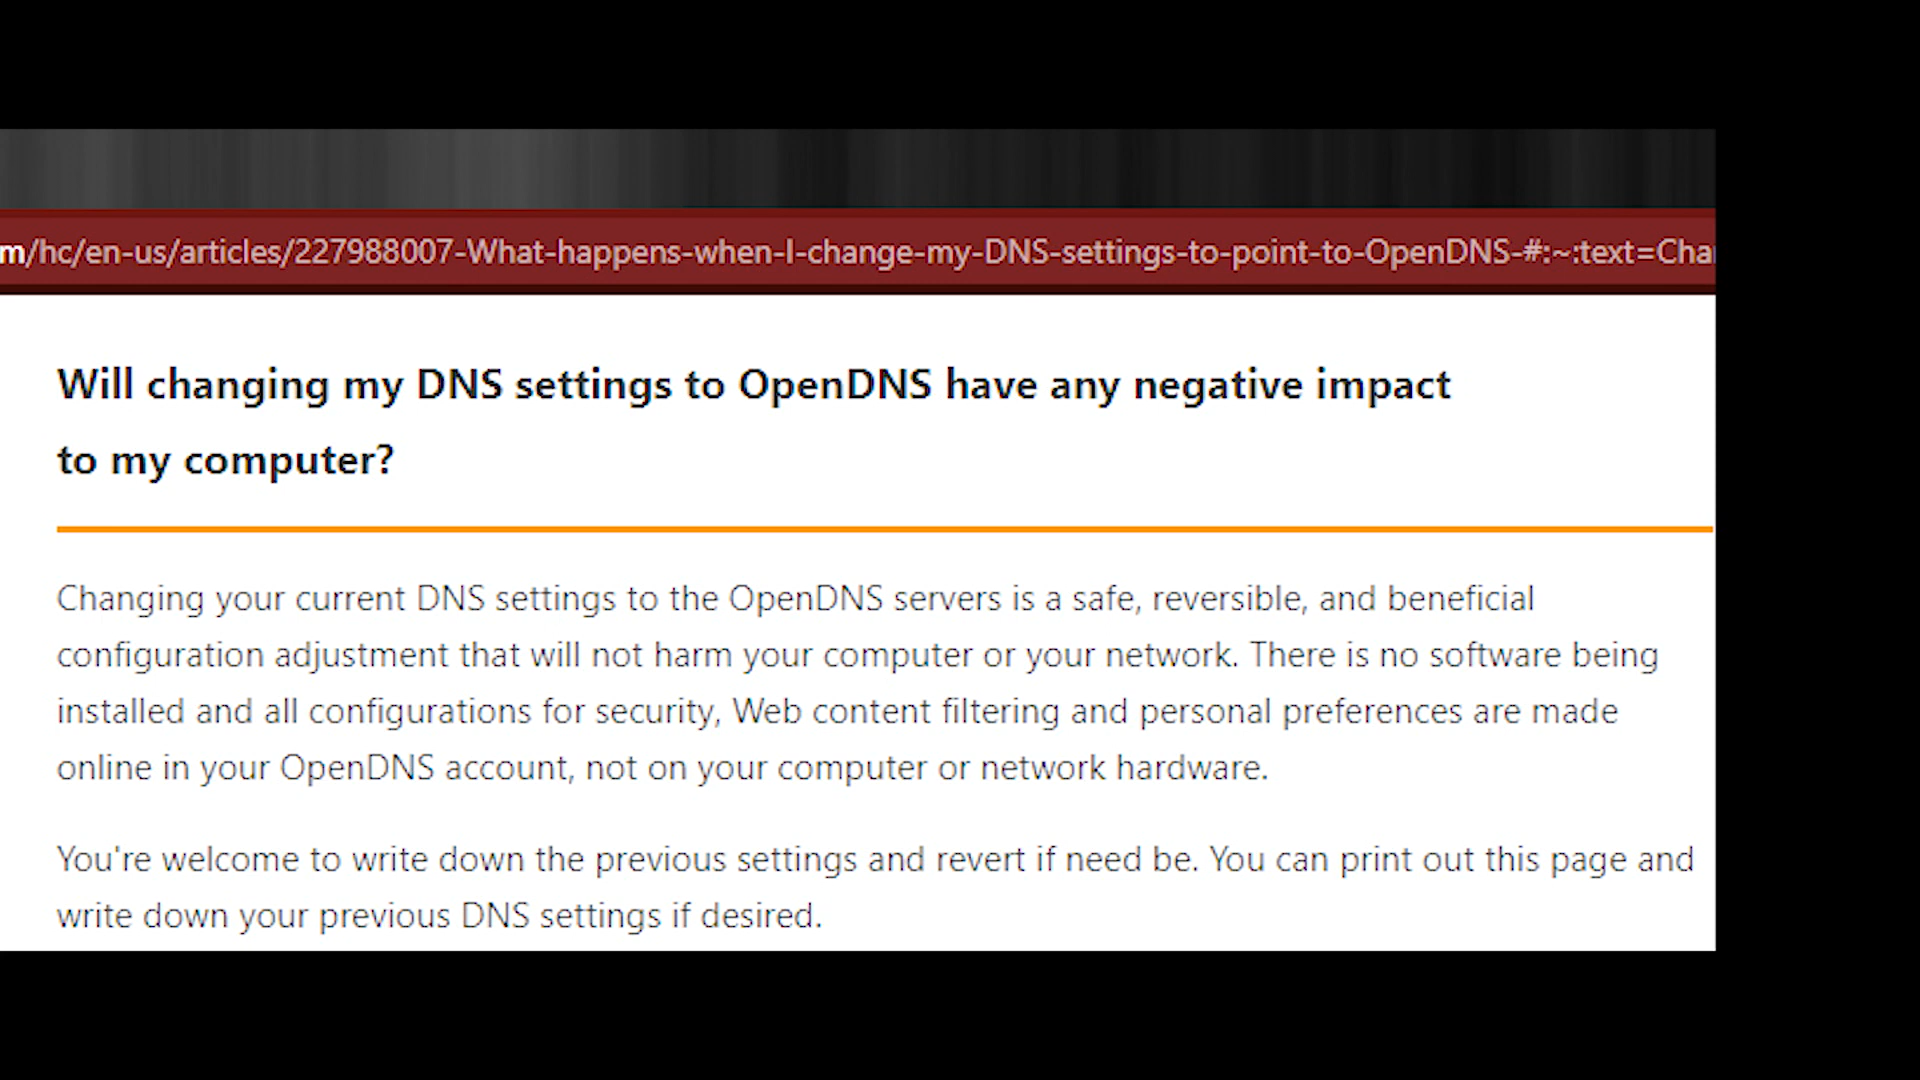 m/hc/en-us/articles/227988007-What-happens-when-I-change-my-DNS-settings-to-point-to-OpenDNS-#:~:text=Cha
Will changing my DNS settings to OpenDNS have any negative impact
to my computer?
Changing your current DNS settings to the OpenDNS servers is a safe, reversible, and beneficial
configuration adjustment that will not harm your computer or your network. There is no software being
installed and all configurations for security, Web content filtering and personal preferences are made
online in your OpenDNS account, not on your computer or network hardware.
You're welcome to write down the previous settings and revert if need be. You can print out this page and
write down your previous DNS settings if desired.